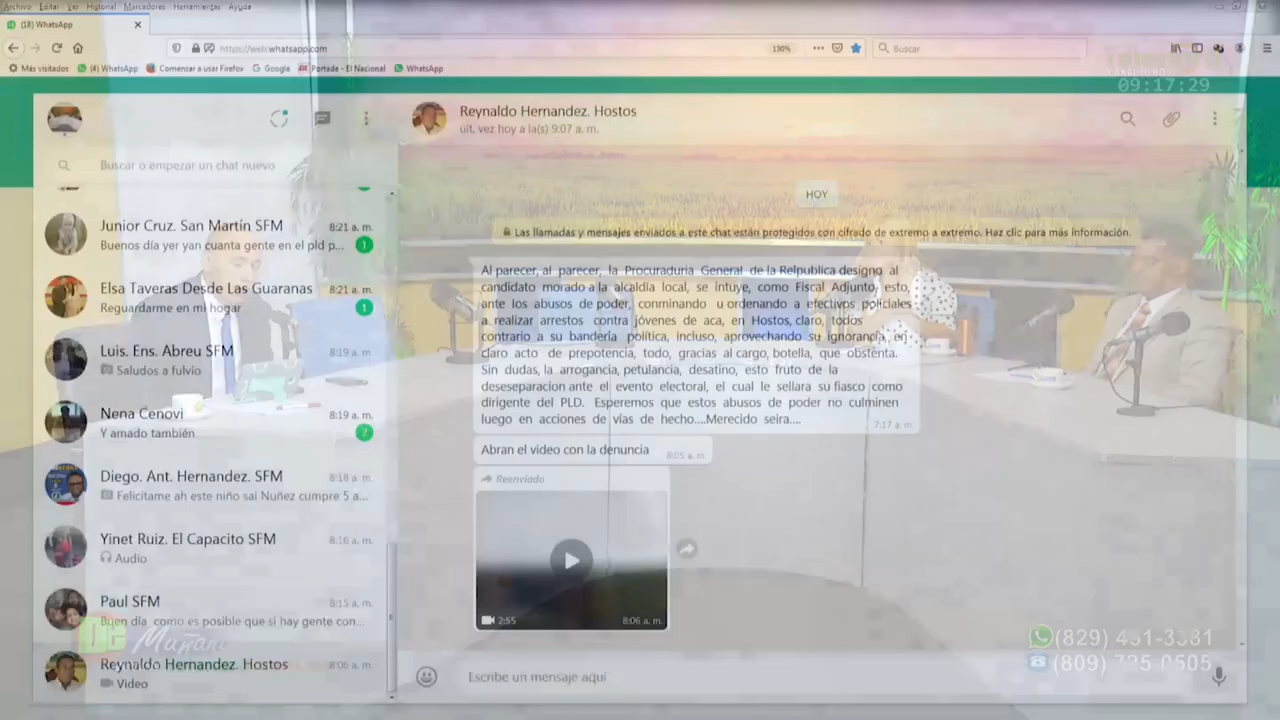 Archivo Editar Ver Historial Marcadores Herramientas Ayuda
(18) WhatsApp
https://web.whatsapp.com
130%
Buscar
Más visitados
(4) WhatsApp
Comenzar a usar Firefox
Google
Portada - El Nacional
WhatsApp
09:17:29
Reynaldo Hernandez. Hostos
ult. vez hoy a la(s) 9:07 a. m.
Buscar o empezar un chat nuevo
Junior Cruz. San Martín SFM
8:21 a. m.
Buenos día yer yan cuanta gente en el pld p...
1
Elsa Taveras Desde Las Guaranas
8:21 a. m.
Reguardarme en mi hogar
1
Luis. Ens. Abreu SFM
8:19 a. m.
Saludos a fulvio
Nena Cenovi
8:19 a. m.
Y amado también
2
Diego. Ant. Hernandez. SFM
8:18 a. m.
Felicitame ah este niño sal Nuñez cumpre 5 a...
Yinet Ruiz. El Capacito SFM
8:16 a. m.
Audio
Paul SFM
8:15 a. m.
Buen día como es posible que si hay gente con...
Reynaldo Hernandez. Hostos
8:06 a. m.
Video
HOY
Las llamadas y mensajes enviados a este chat están protegidos con cifrado de extremo a extremo. Haz clic para más información.
Al parecer, al parecer, la Procuraduria General de la Relpublica designo al
candidato morado a la alcaldía local, se intuye, como Fiscal Adjunto, esto,
ante los abusos de poder, conminando u ordenando a efectivos policiales
a realizar arrestos contra jóvenes de aca, en Hostos, claro, todos
contrario a su bandería política, incluso, aprovechando su ignorancia, en
claro acto de prepotencia, todo, gracias al cargo, botella, que obstenta.
Sin dudas, la arrogancia, petulancia, desatino, esto fruto de la
deseseparacion ante el evento electoral, el cual le sellara su fiasco como
dirigente del PLD. Esperemos que estos abusos de poder no culminen
luego en acciones de vías de hecho....Merecido seira....
7:17 a. m.
Abran el video con la denuncia
8:05 a. m.
Reenviado
2:55
8:06 a. m.
Escribe un mensaje aquí
De Mañana
(829) 451-3381
(809) 725-0505